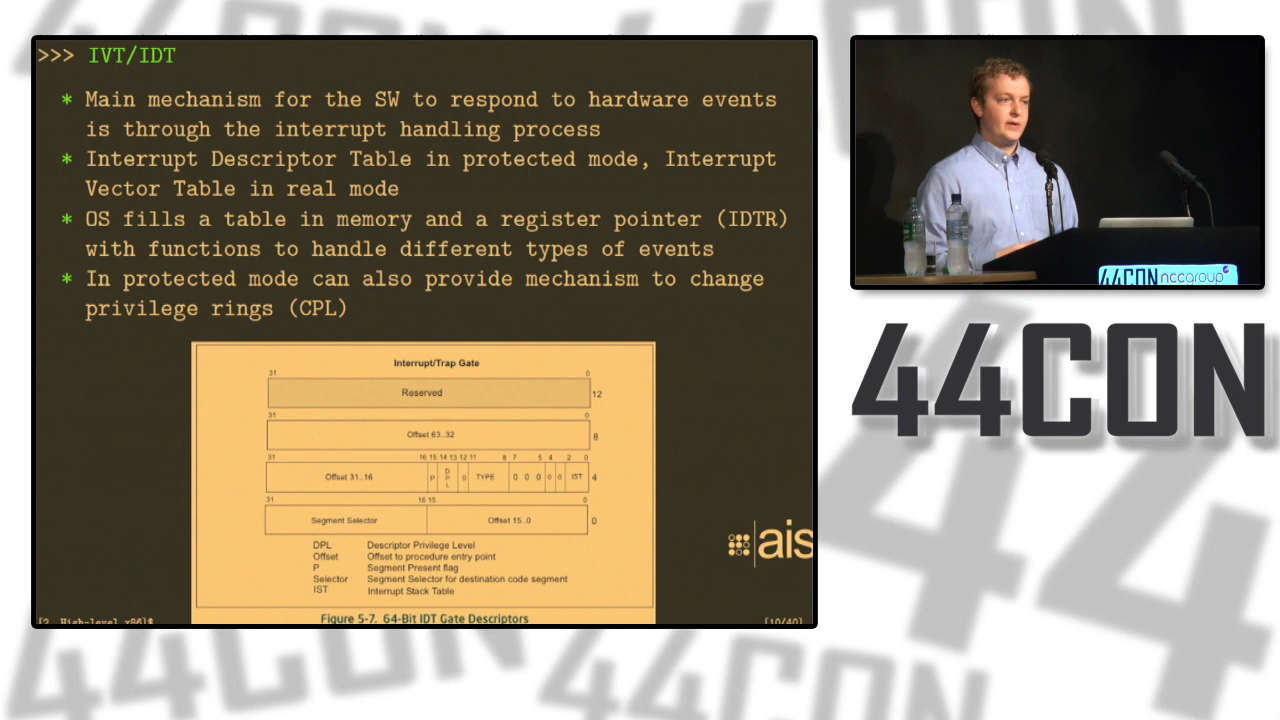 >>> IVT/IDT
* Main mechanism for the SW to respond to hardware events
is through the interrupt handling process
* Interrupt Descriptor Table in protected mode, Interrupt
Vector Table in real mode
* OS fills a table in memory and a register pointer (IDTR)
with functions to handle different types of events
* In protected mode can also provide mechanism to change
privilege rings (CPL)
Interrupt/Trap Gate
31 0
Reserved 12
31 0
Offset 63..32 8
31 16 15 14 13 12 11 8 7 5 4 2 0
Offset 31..16 P DPL 0 TYPE 0 0 0 0 0 IST 4
31 16 15 0
Segment Selector Offset 15..0 0
DPL Descriptor Privilege Level
Offset Offset to procedure entry point
P Segment Present flag
Selector Segment Selector for destination code segment
IST Interrupt Stack Table
Figure 5-7. 64-Bit IDT Gate Descriptors
[2. High-level x86]$ [10/40]
ais
44CON nccgroup
44CON